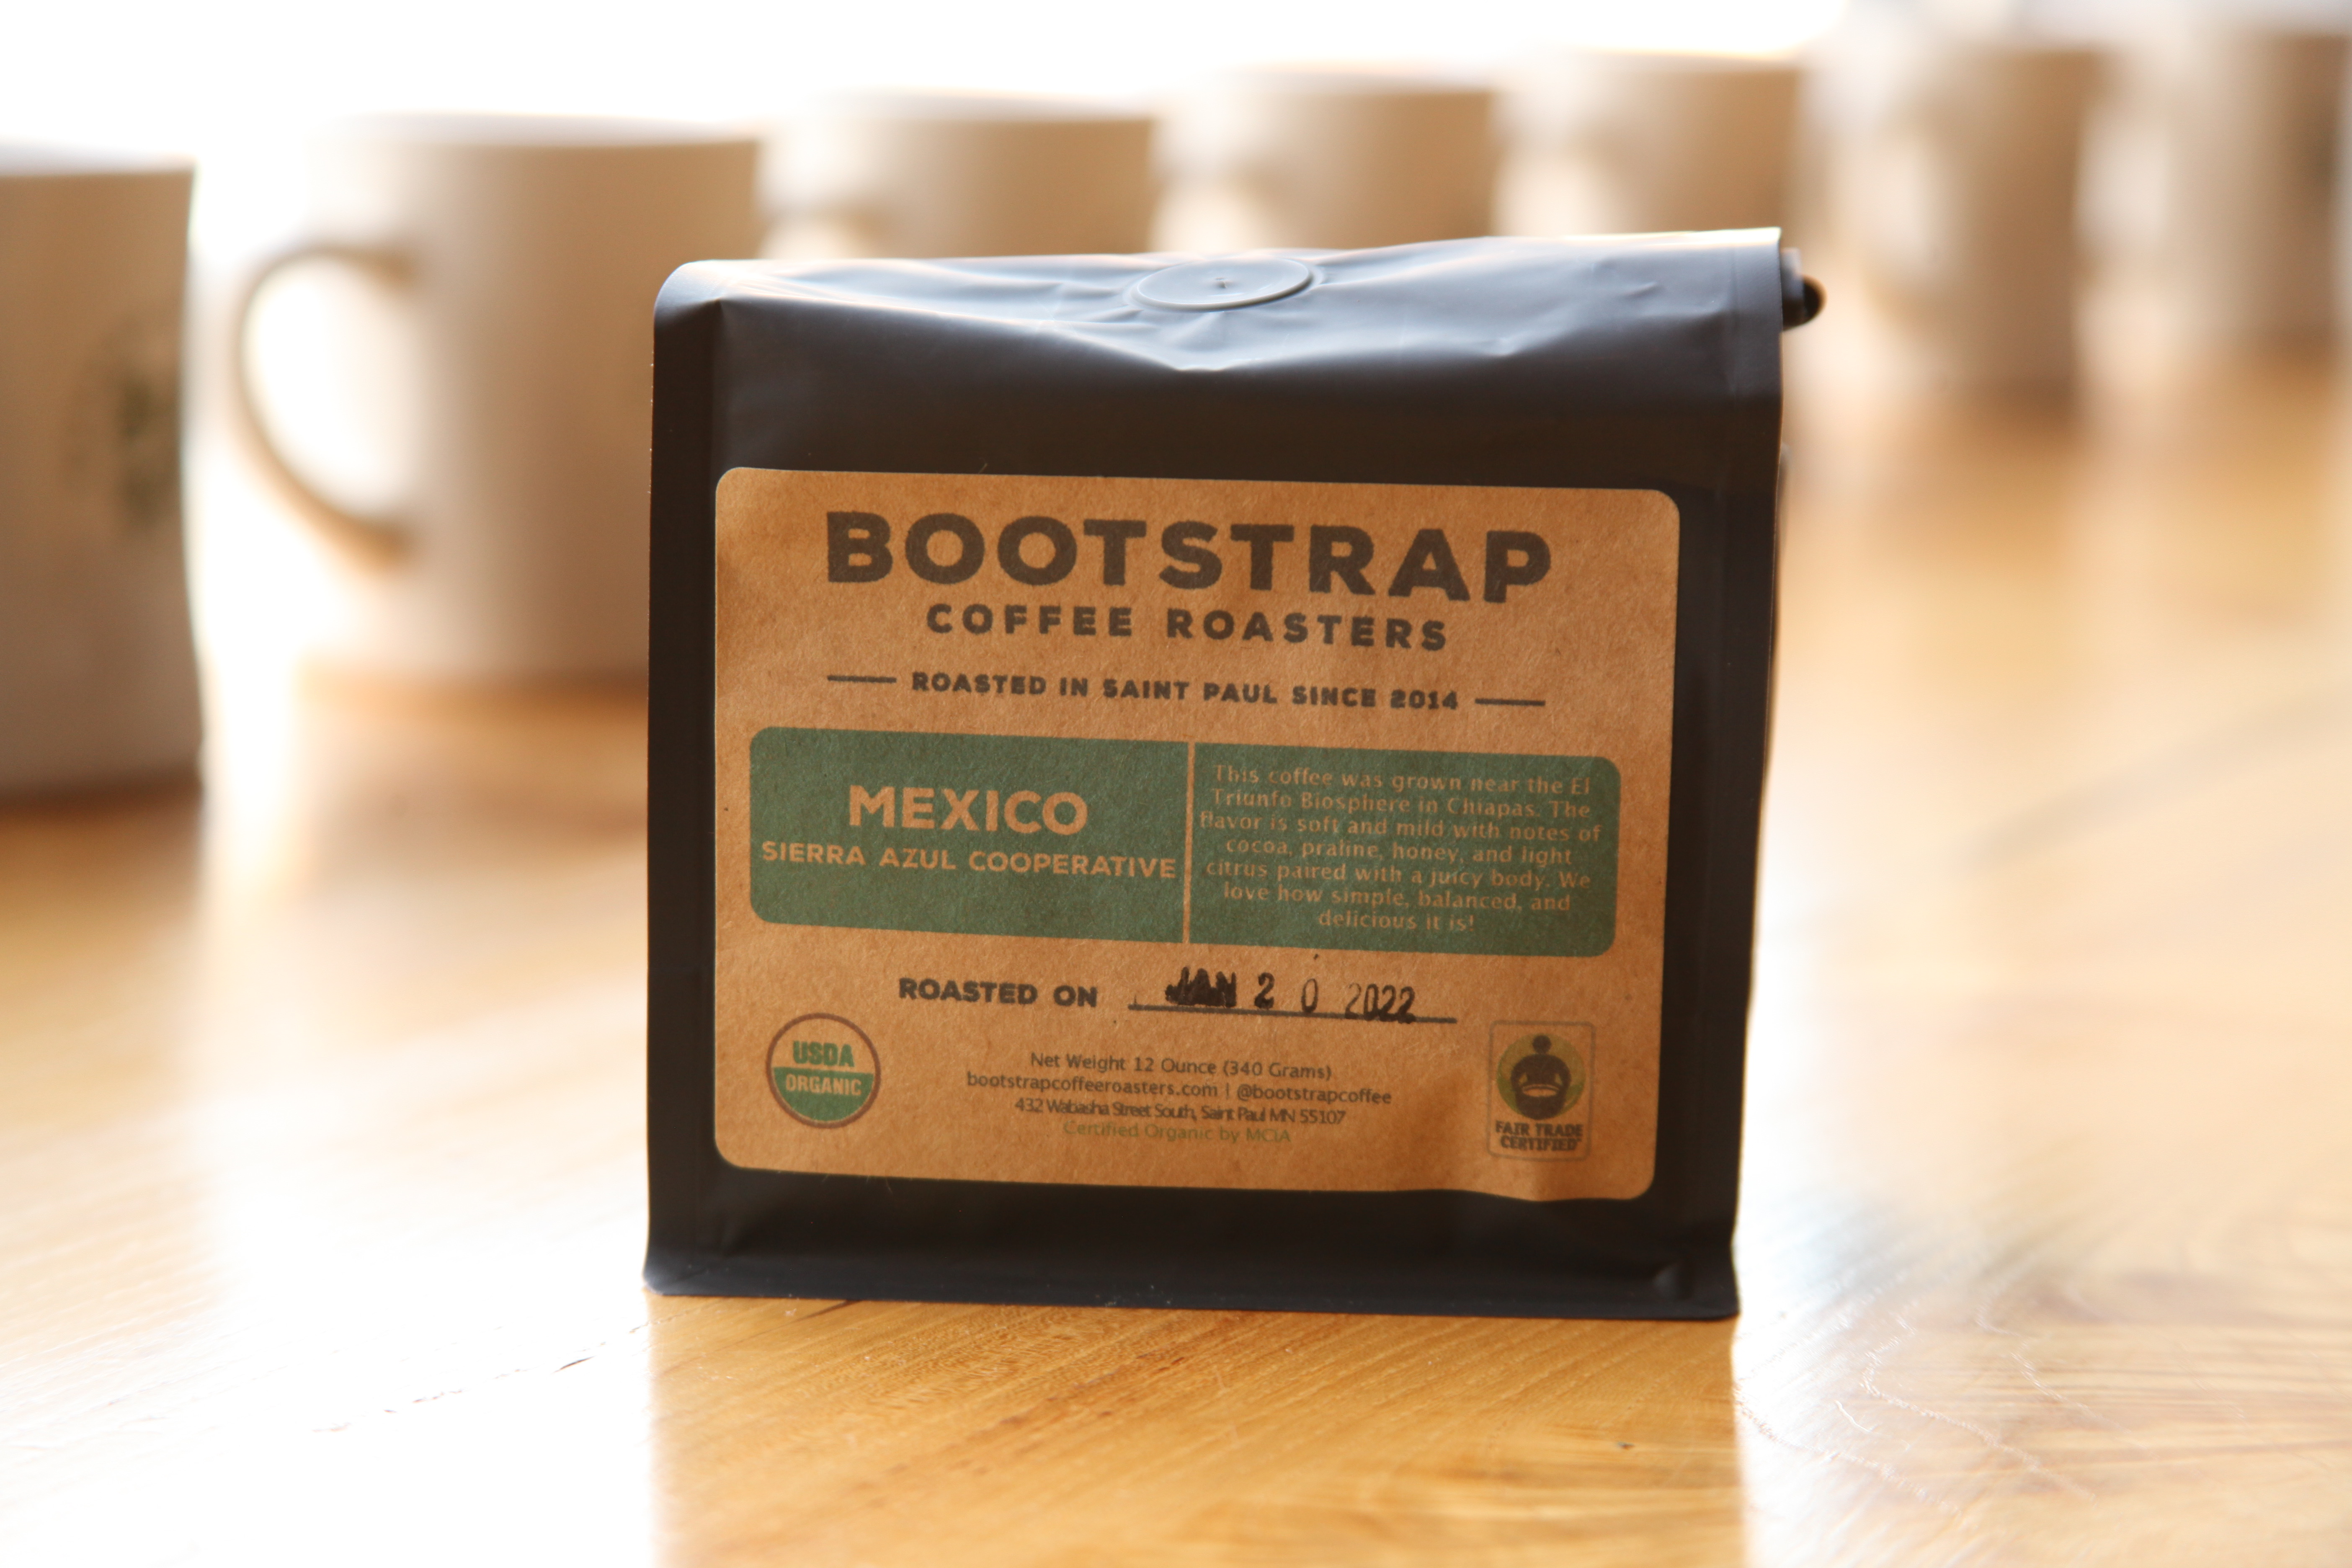 BOOTSTRAP
COFFEE ROASTERS
ROASTED IN SAINT PAUL SINCE 2014
MEXICO
SIERRA AZUL COOPERATIVE
This coffee was grown near the El
Triunfo Biosphere in Chiapas. The
flavor is soft and mild with notes of
cocoa, praline, honey, and light
citrus paired with a juicy body. We
love how simple, balanced, and
delicious it is!
ROASTED ON JAN 20 2022
USDA
ORGANIC
Net Weight 12 Ounce (340 Grams)
bootstrapcoffeeroasters.com | @bootstrapcoffee
432 Wabasha Street South, Saint Paul MN 55107
Certified Organic by MCIA
FAIR TRADE
CERTIFIED